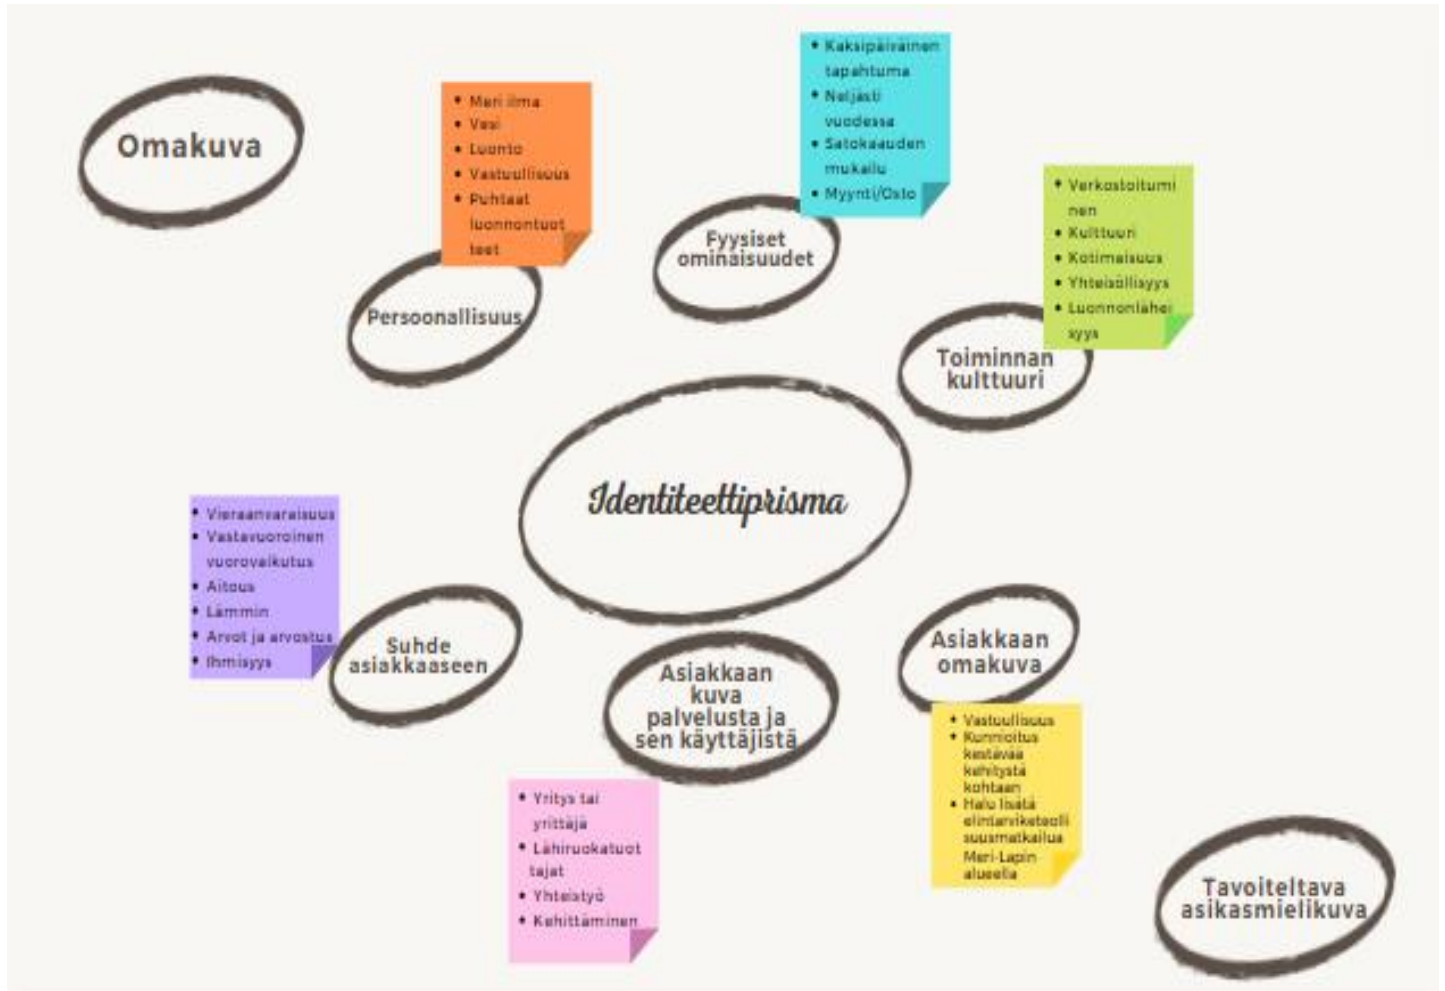 Omakuva
• Meri ilma
• Vesi
• Luonto
• Vastuullisuus
• Puhtaat
luonnontuot
teet
Persoonallisuus
• Kaksipäiväinen
tapahtuma
• Neljästi
vuodessa
• Satokaauden
mukailu
• Myynti/Osto
Fyysiset
ominaisuudet
• Verkostoitumi
nen
• Kulttuuri
• Kotimaisuus
• Yhteisöllisyys
• Luonnonlähei
syys
Toiminnan
kulttuuri
Identiteettiprisma
• Vieraanvaraisuus
• Vastavuoroinen
vuorovaikutus
• Aitous
• Lämmin
• Arvot ja arvostus
• Ihmisyys
Suhde
asiakkaaseen
Asiakkaan
kuva
palvelusta ja
sen käyttäjistä
• Yritys tai
yrittäjä
• Lähiruokatuot
tajat
• Yhteistyö
• Kehittäminen
Asiakkaan
omakuva
• Vastuullisuus
• Kunnioitus
kestävää
kehitystä
kohtaan
• Halu lisätä
elintarviketeolli
suusmatkailua
Meri-Lapin
alueella
Tavoiteltava
asikasmielikuva